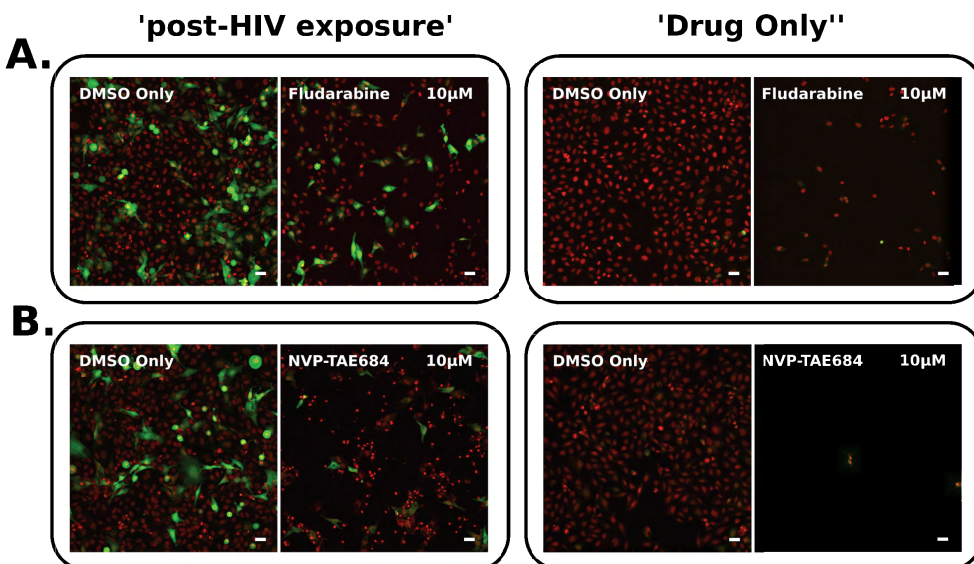 'post-HIV exposure' 'Drug Only''
A.
DMSO Only Fludarabine 10µM DMSO Only Fludarabine 10µM
B.
DMSO Only NVP-TAE684 10µM DMSO Only NVP-TAE684 10µM